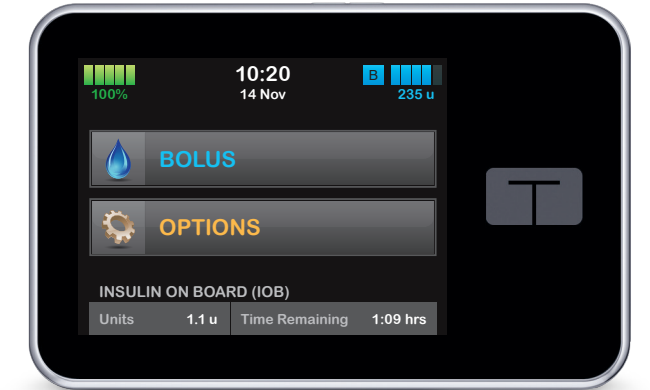 10:20
14 Nov
100%
B
235 u
BOLUS
OPTIONS
INSULIN ON BOARD (IOB)
Units 1.1 u Time Remaining 1:09 hrs